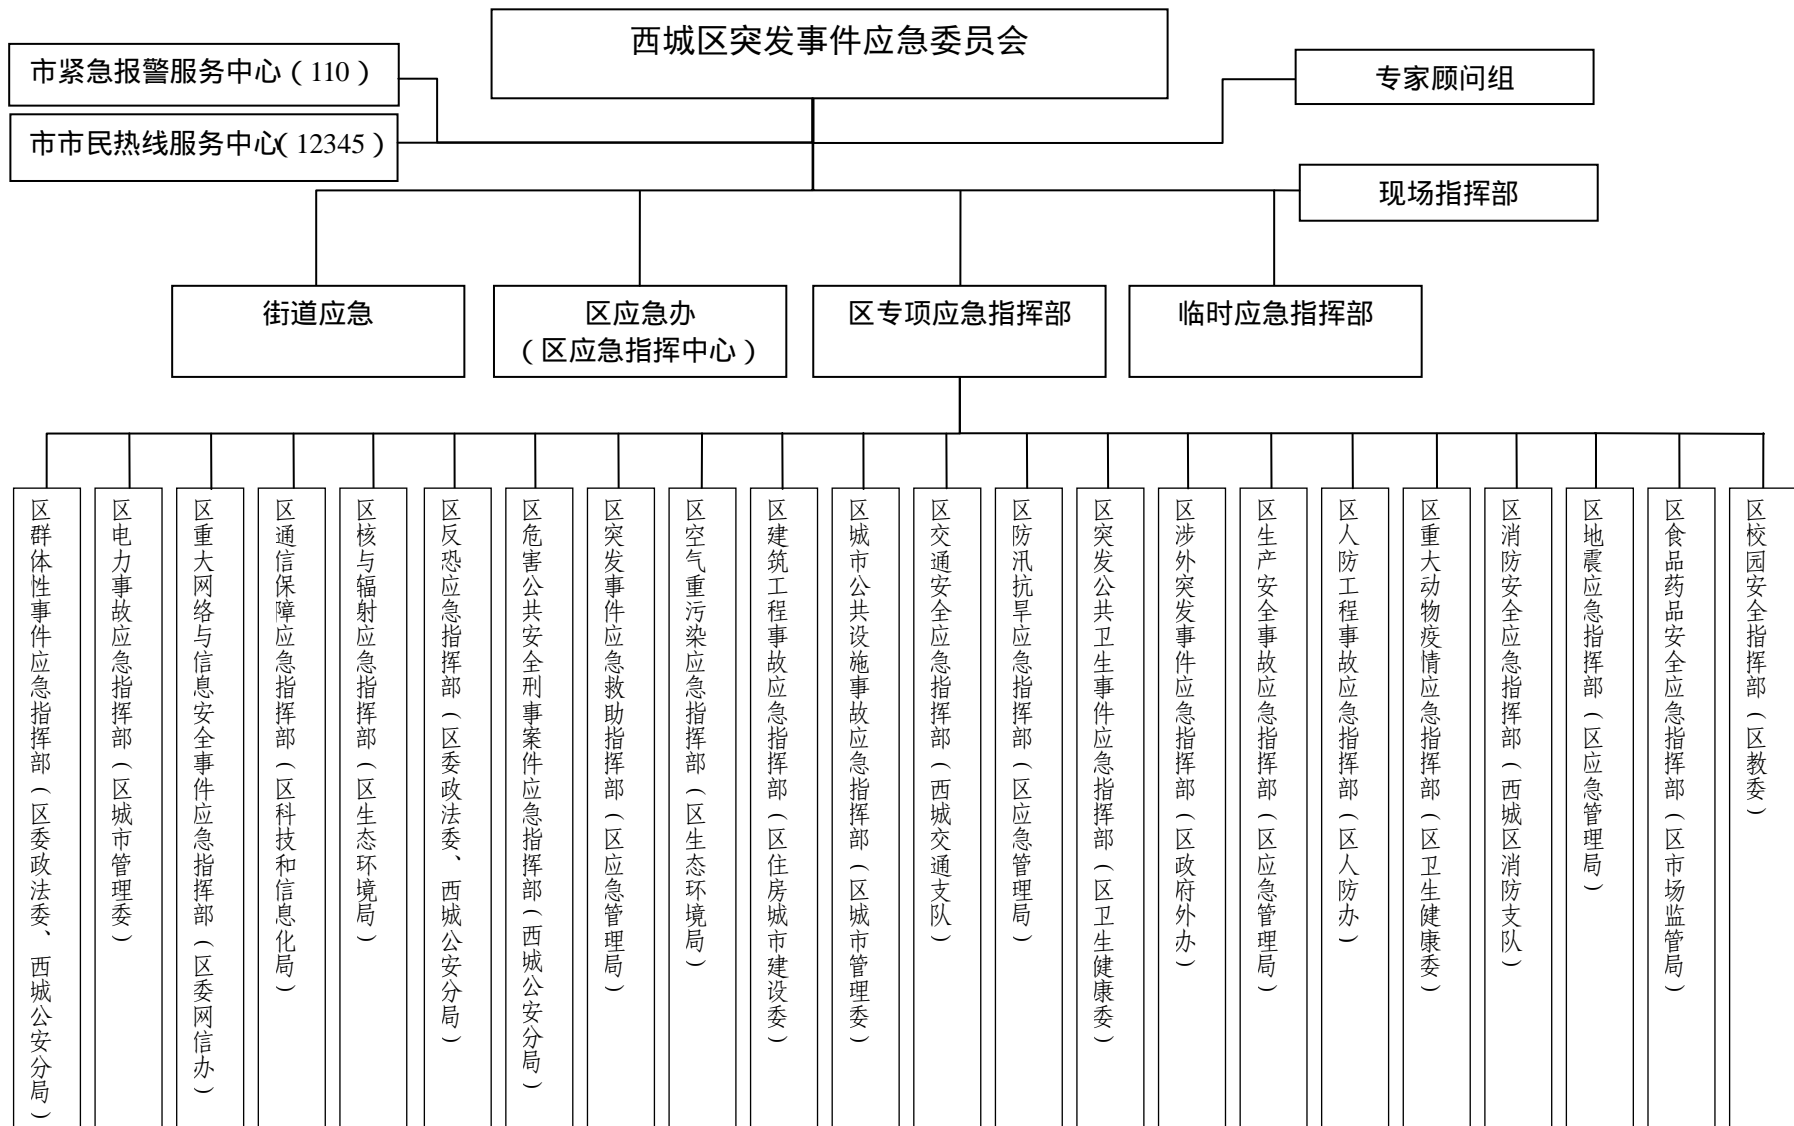 西城区突发事件应急委员会
市紧急报警服务中心（110）
专家顾问组
市市民热线服务中心（12345）
现场指挥部
街道应急
区应急办
（区应急指挥中心）
区专项应急指挥部
临时应急指挥部
区群体性事件应急指挥部（区委政法委、西城公安分局）
区电力事故应急指挥部（区城市管理委）
区重大网络与信息安全事件应急指挥部（区委网信办）
区通信保障应急指挥部（区科技和信息化局）
区核与辐射应急指挥部（区生态环境局）
区反恐应急指挥部（区委政法委、西城公安分局）
区危害公共安全刑事案件应急指挥部（西城公安分局）
区突发事件应急救助指挥部（区应急管理局）
区空气重污染应急指挥部（区生态环境局）
区建筑工程事故应急指挥部（区住房城市建设委）
区城市公共设施事故应急指挥部（区城市管理委）
区交通安全应急指挥部（西城交通支队）
区防汛抗旱应急指挥部（区应急管理局）
区突发公共卫生事件应急指挥部（区卫生健康委）
区涉外突发事件应急指挥部（区政府外办）
区生产安全事故应急指挥部（区应急管理局）
区人防工程事故应急指挥部（区人防办）
区重大动物疫情应急指挥部（区卫生健康委）
区消防安全应急指挥部（西城区消防支队）
区地震应急指挥部（区应急管理局）
区食品药品安全应急指挥部（区市场监管局）
区校园安全指挥部（区教委）